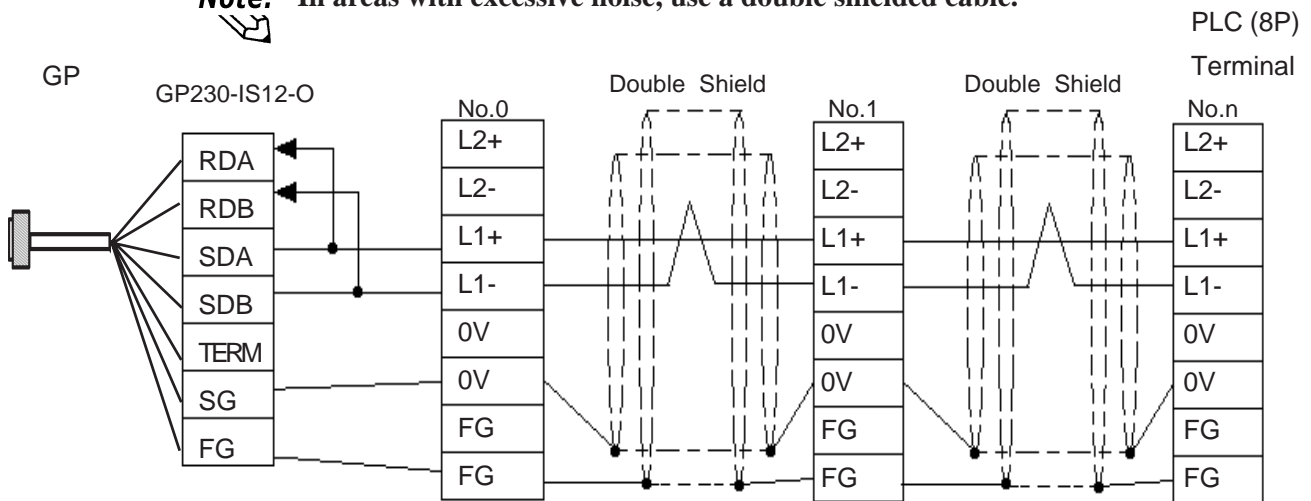 Note: In areas with excessive noise, use a double shielded cable.
PLC (8P)
Terminal
GP
GP230-IS12-O
Double Shield
Double Shield
No.0
No.1
No.n
RDA
RDB
SDA
SDB
TERM
SG
FG
L2+
L2-
L1+
L1-
0V
0V
FG
FG
L2+
L2-
L1+
L1-
0V
0V
FG
FG
L2+
L2-
L1+
L1-
0V
0V
FG
FG